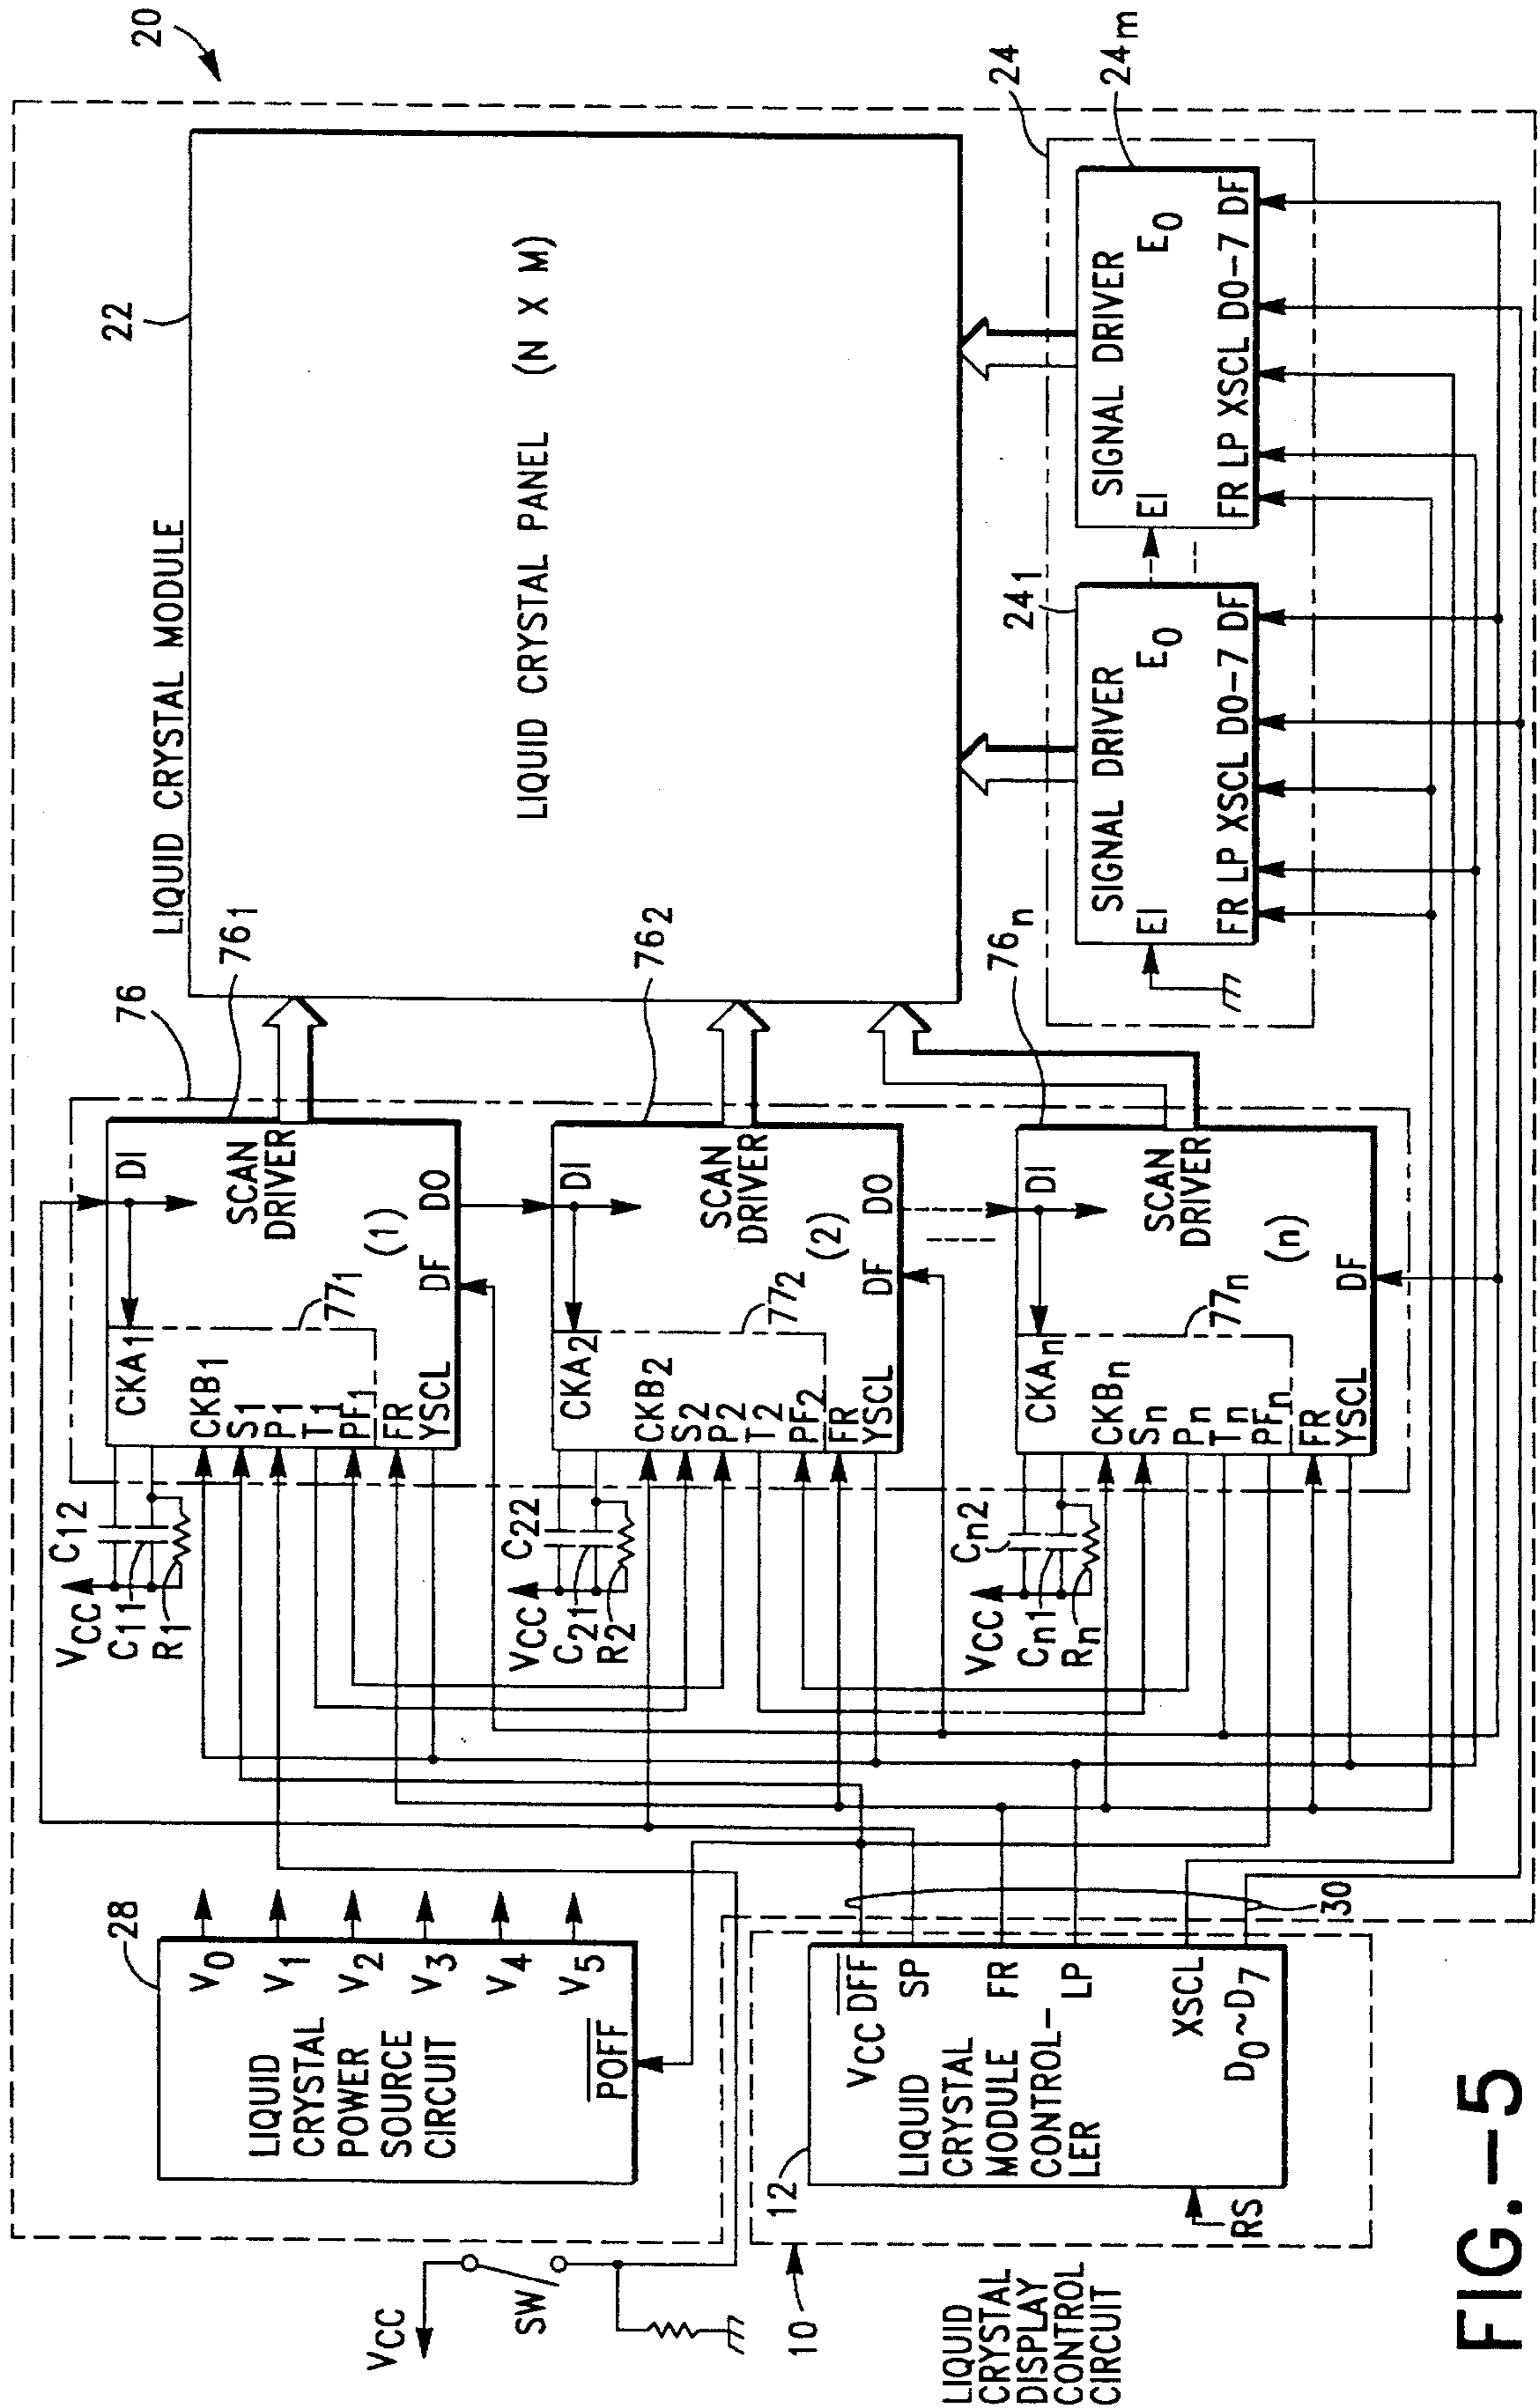 20
LIQUID CRYSTAL MODULE
22
LIQUID CRYSTAL PANEL (N X M)
28
LIQUID
CRYSTAL
POWER
SOURCE
CIRCUIT
V0
V1
V2
V3
V4
V5
POFF
VCC
SW
10
LIQUID
CRYSTAL
DISPLAY
CONTROL
CIRCUIT
12
LIQUID
CRYSTAL
MODULE
CONTROL-
LER
RS
VCC DFF
SP
FR
LP
XSCL
D0~D7
30
76
761
VCC
C12
C11
R1
CKA1
CKB1
S1
P1
T1
PF1
FR
YSCL
DI
SCAN
DRIVER
(1)
771
DF
DO
762
VCC
C22
C21
R2
CKA2
CKB2
S2
P2
T2
PF2
FR
YSCL
DI
SCAN
DRIVER
(2)
772
DF
DO
76n
VCC
Cn2
Cn1
Rn
CKAn
CKBn
Sn
Pn
Tn
PFn
FR
YSCL
DI
SCAN
DRIVER
(n)
77n
DF
24
241
SIGNAL DRIVER
EI
E0
FR LP XSCL DO-7 DF
24m
SIGNAL DRIVER
EI
E0
FR LP XSCL DO-7 DF
FIG.-5